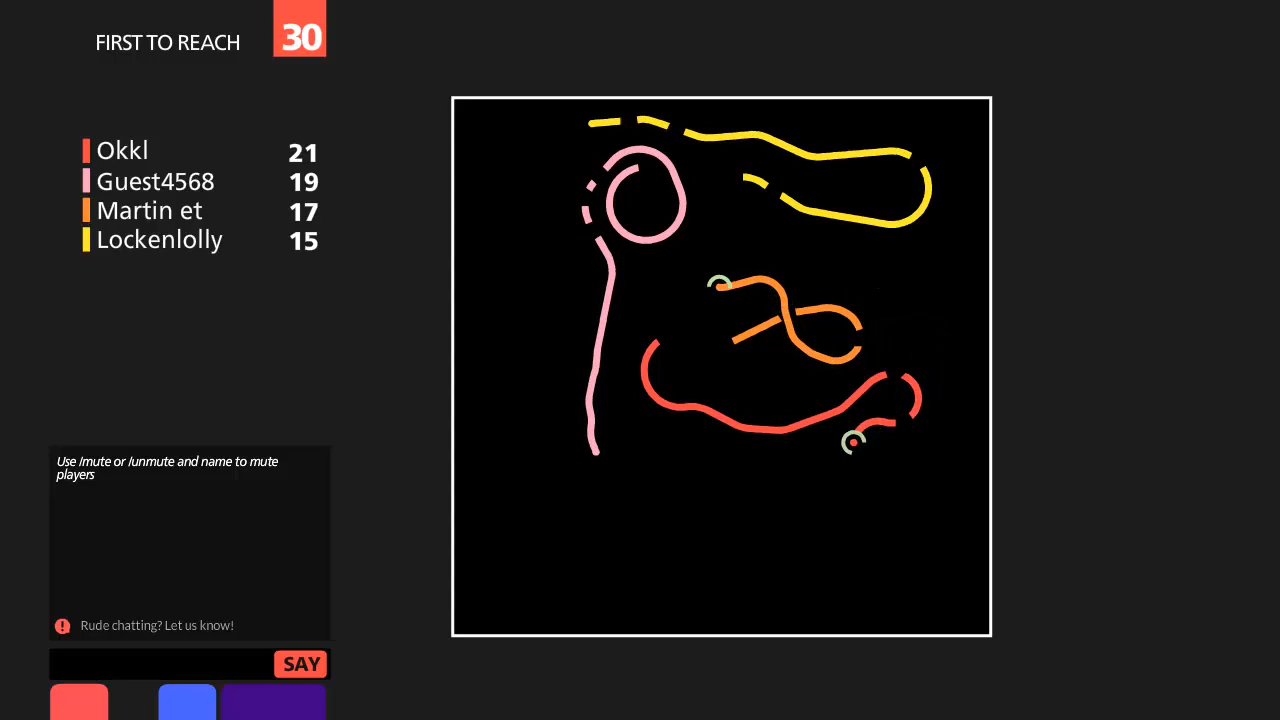 FIRST TO REACH 30
Okkl 21
Guest4568 19
Martin et 17
Lockenlolly 15
Use /mute or /unmute and name to mute
players
Rude chatting? Let us know!
SAY